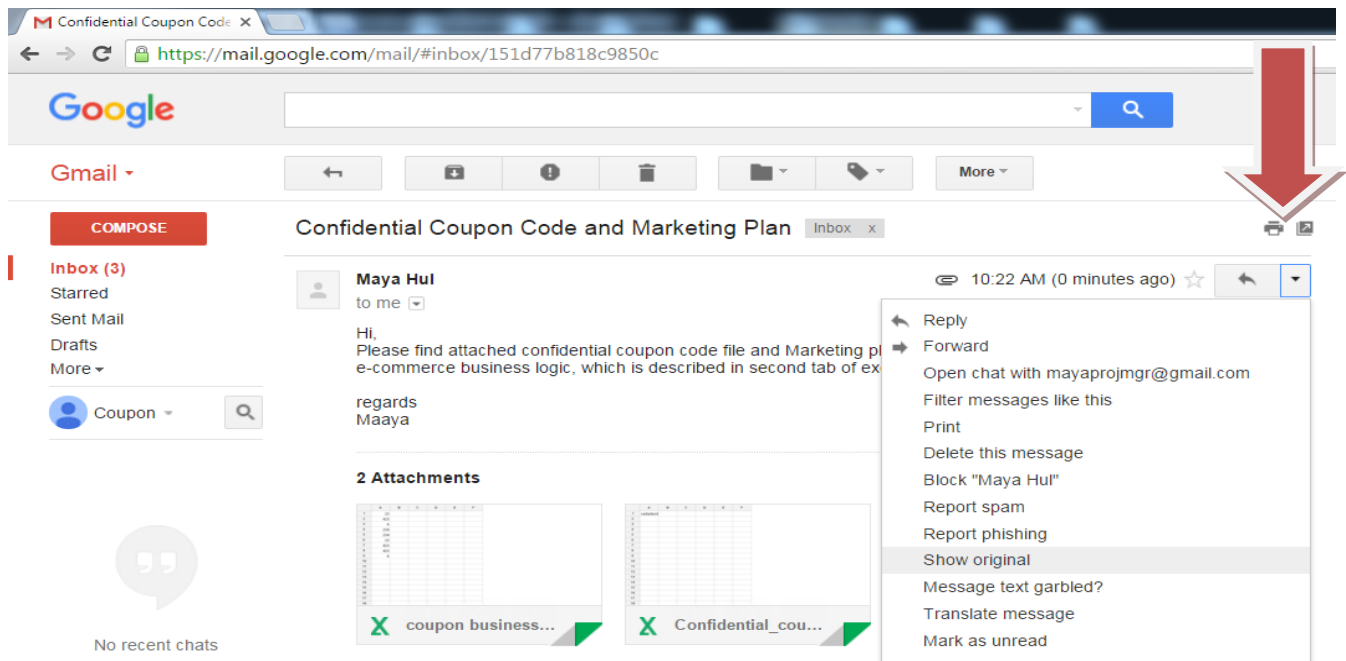 Confidential Coupon Code
https://mail.google.com/mail/#inbox/151d77b818c9850c
Google
Gmail
More
COMPOSE
Confidential Coupon Code and Marketing Plan Inbox x
Inbox (3)
Starred
Sent Mail
Drafts
More
Coupon
No recent chats
Maya Hul
10:22 AM (0 minutes ago)
to me
Hi,
Please find attached confidential coupon code file and Marketing
e-commerce business logic, which is described in second tab of
regards
Maaya
2 Attachments
coupon business...
Confidential_cou...
Reply
Forward
Open chat with mayaprojmgr@gmail.com
Filter messages like this
Print
Delete this message
Block "Maya Hul"
Report spam
Report phishing
Show original
Message text garbled?
Translate message
Mark as unread